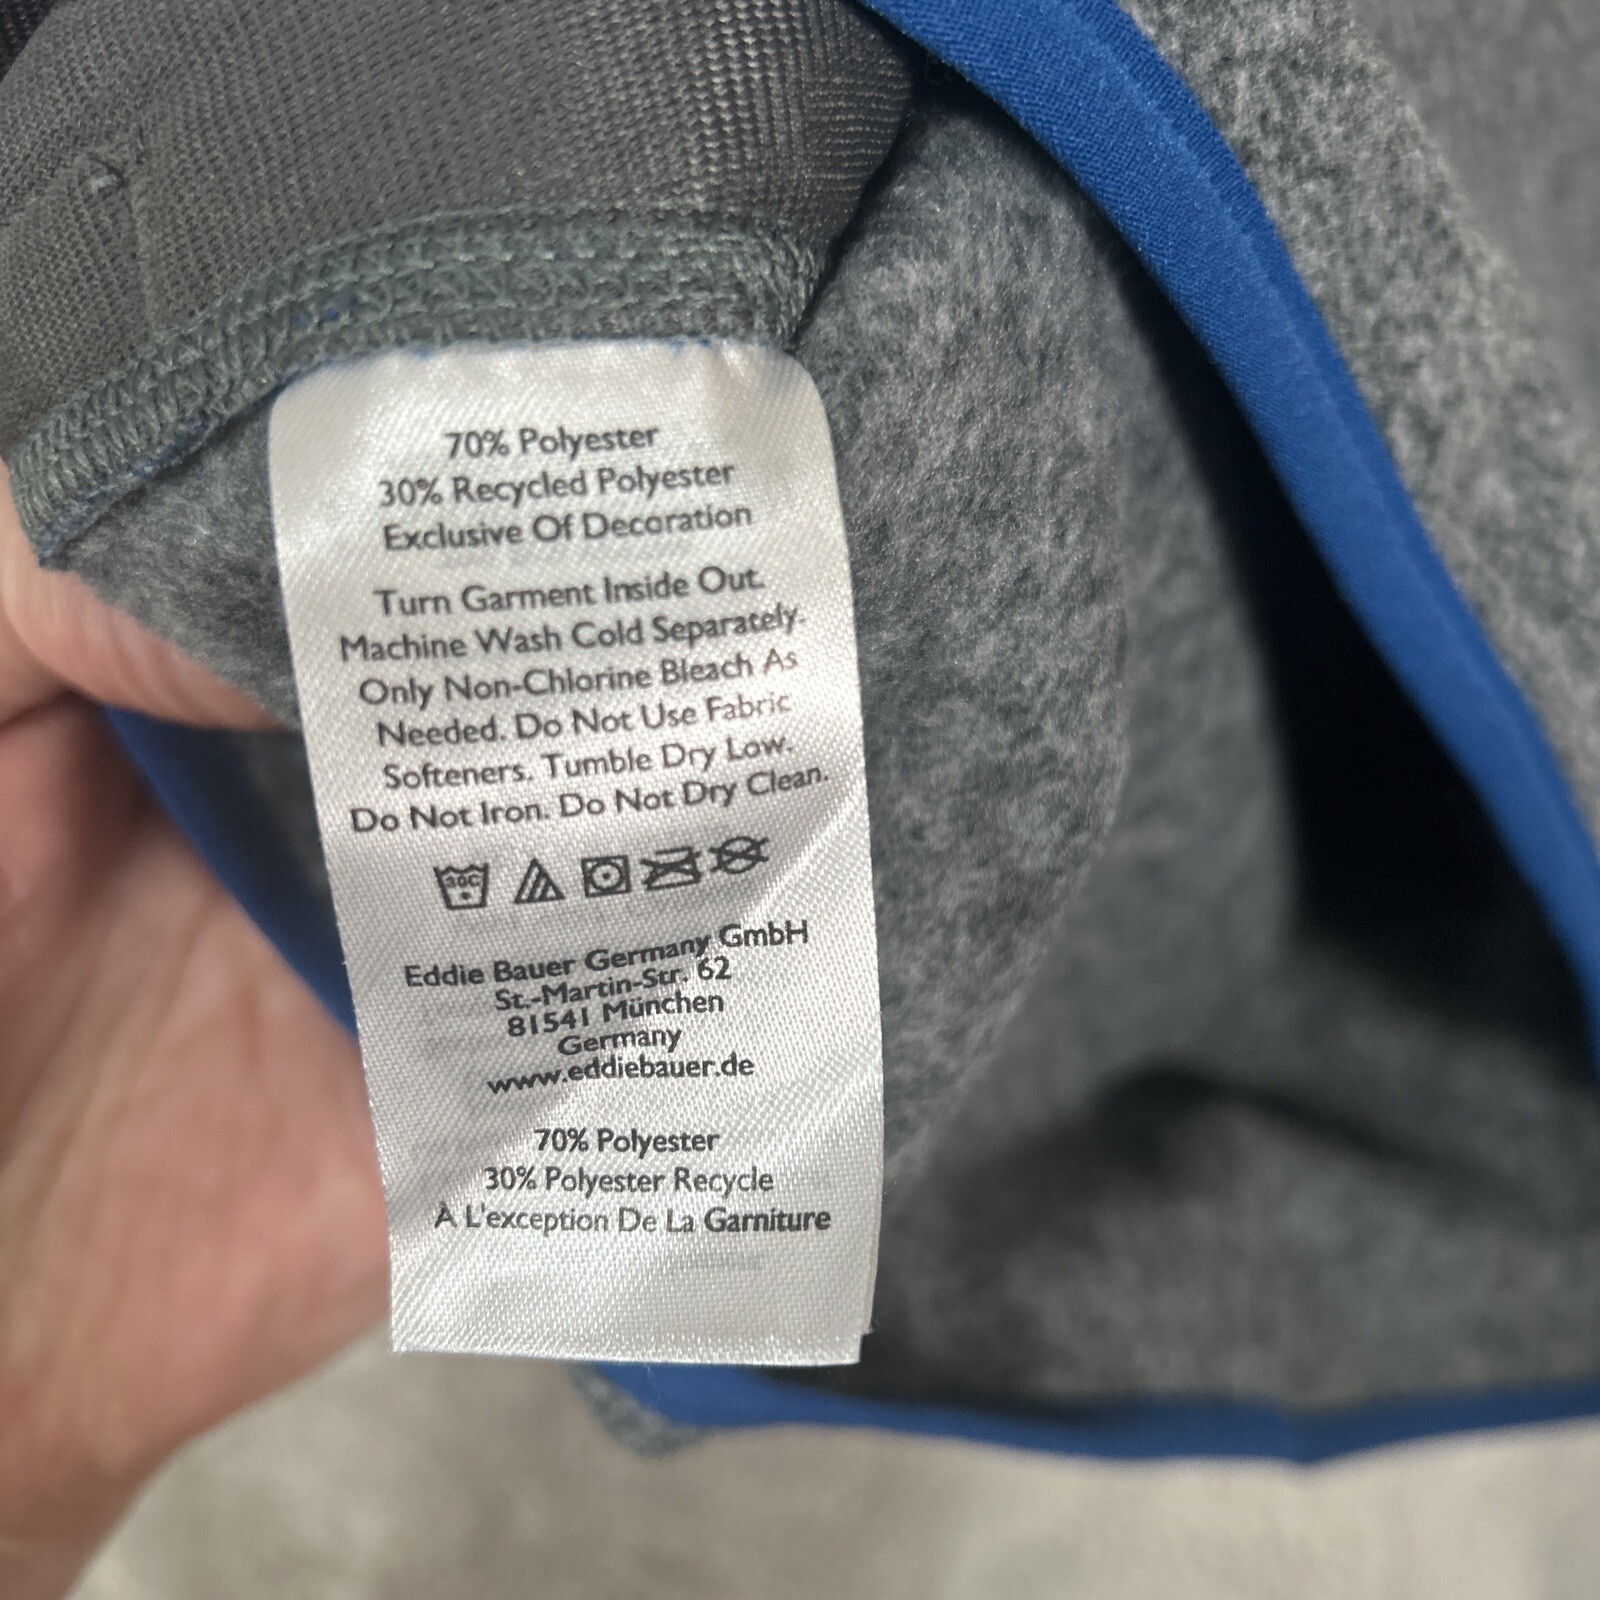 70% Polyester
30% Recycled Polyester
Exclusive Of Decoration
Turn Garment Inside Out.
Machine Wash Cold Separately.
Only Non-Chlorine Bleach As
Needed. Do Not Use Fabric
Softeners. Tumble Dry Low.
Do Not Iron. Do Not Dry Clean.
30C
Eddie Bauer Germany GmbH
St.-Martin-Str. 62
81541 München
Germany
www.eddiebauer.de
70% Polyester
30% Polyester Recycle
À L'exception De La Garniture